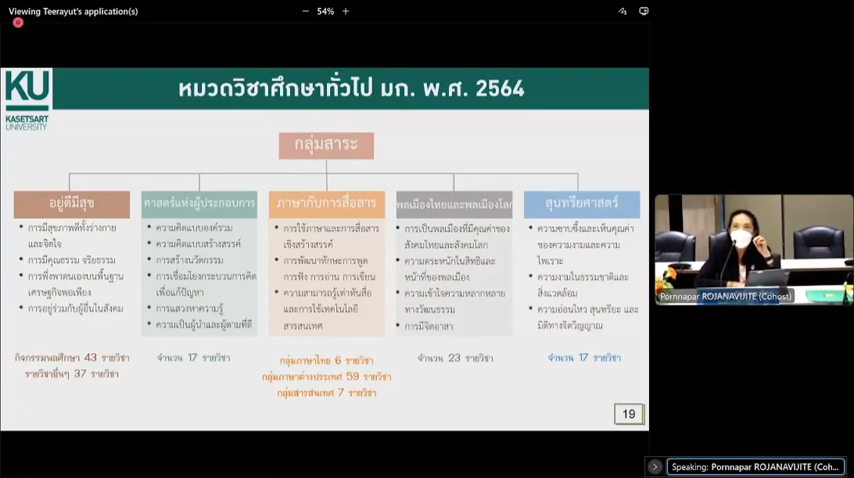 Viewing Teerayut's application(s)
— 54% +
KU
KASETSART
UNIVERSITY
หมวดวิชาศึกษาทั่วไป มก. พ.ศ. 2564
กลุ่มสาระ
อยู่ดีมีสุข
• การมีสุขภาพดีทั้งร่างกาย
และจิตใจ
• การมีคุณธรรม จริยธรรม
• การพึ่งพาตนเองบนพื้นฐาน
เศรษฐกิจพอเพียง
• การอยู่ร่วมกับผู้อื่นในสังคม
กิจกรรมพลศึกษา 43 รายวิชา
รายวิชาอื่นๆ 37 รายวิชา
ศาสตร์แห่งผู้ประกอบการ
• ความคิดแบบองค์รวม
• ความคิดแบบสร้างสรรค์
• การสร้างนวัตกรรม
• การเชื่อมโยงกระบวนการคิด
เพื่อแก้ปัญหา
• การแสวงหาความรู้
• ความเป็นผู้นำและผู้ตามที่ดี
จำนวน 17 รายวิชา
ภาษากับการสื่อสาร
• การใช้ภาษาและการสื่อสาร
เชิงสร้างสรรค์
• การพัฒนาทักษะการพูด
การฟัง การอ่าน การเขียน
• ความสามารถรู้เท่าทันสื่อ
และการใช้เทคโนโลยี
สารสนเทศ
กลุ่มภาษาไทย 6 รายวิชา
กลุ่มภาษาต่างประเทศ 59 รายวิชา
กลุ่มสารสนเทศ 7 รายวิชา
พลเมืองไทยและพลเมืองโลก
• การเป็นพลเมืองที่มีคุณค่าของ
สังคมไทยและสังคมโลก
• ความตระหนักในสิทธิและ
หน้าที่ของพลเมือง
• ความเข้าใจความหลากหลาย
ทางวัฒนธรรม
• การมีจิตอาสา
จำนวน 23 รายวิชา
สุนทรียศาสตร์
• ความซาบซึ้งและเห็นคุณค่า
ของความงามและความ
ไพเราะ
• ความงามในธรรมชาติและ
สิ่งแวดล้อม
• ความอ่อนไหว สุนทรียะ และ
มิติทางจิตวิญญาณ
จำนวน 17 รายวิชา
19
Pornnapar ROJANAVIJITE (Cohost)
Speaking: Pornnapar ROJANAVIJITE (Coh...